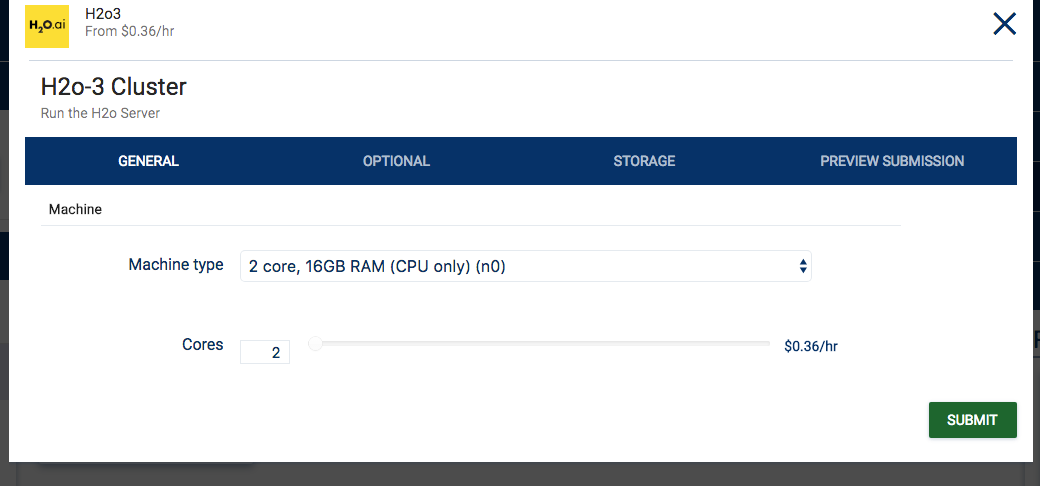 H2O.ai
H2o3
From $0.36/hr
H2o-3 Cluster
Run the H2o Server
GENERAL OPTIONAL STORAGE PREVIEW SUBMISSION
Machine
Machine type 2 core, 16GB RAM (CPU only) (n0)
Cores 2 $0.36/hr
SUBMIT